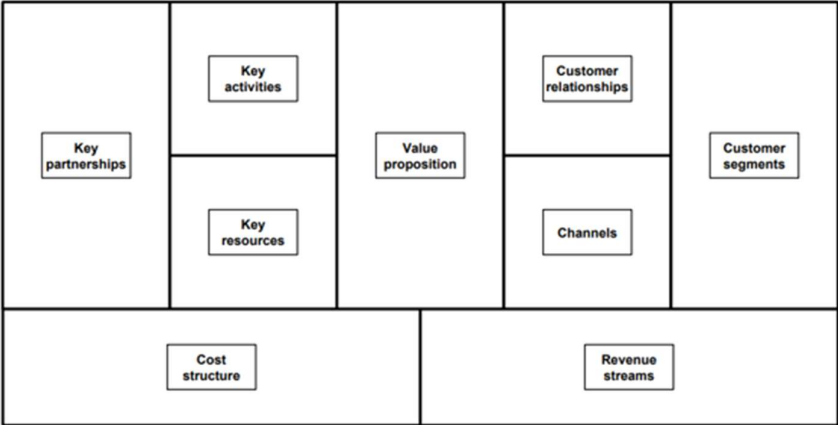 Key
activities
Customer
relationships
Key
partnerships
Value
proposition
Customer
segments
Key
resources
Channels
Cost
structure
Revenue
streams